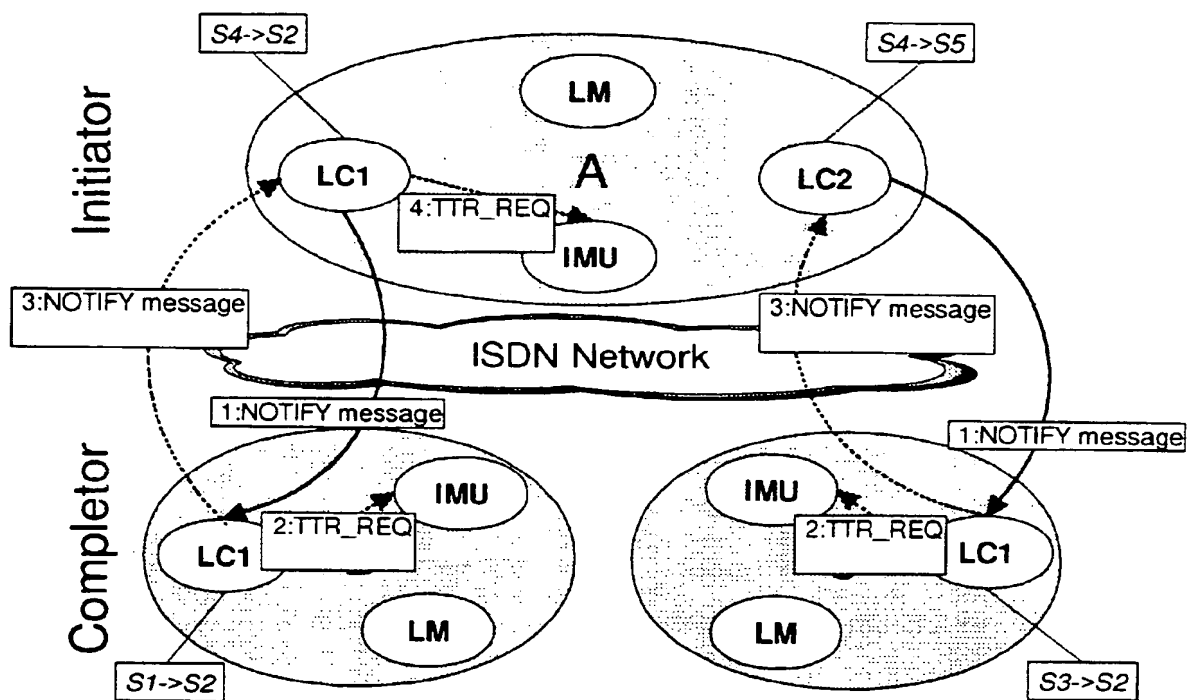 S4->S2
S4->S5
Initiator
LM
LC1
A
LC2
4:TTR_REQ
IMU
3:NOTIFY message
3:NOTIFY message
ISDN Network
1:NOTIFY message
1:NOTIFY message
Completor
IMU
IMU
2:TTR_REQ
2:TTR_REQ
LC1
LC1
LM
LM
S1->S2
S3->S2